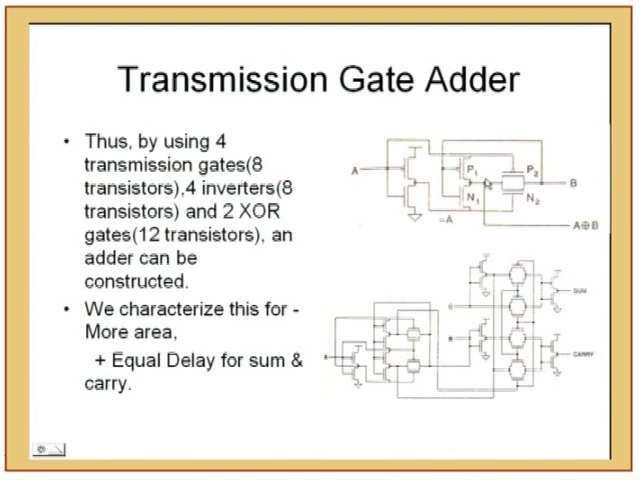 Transmission Gate Adder
• Thus, by using 4
transmission gates(8
transistors),4 inverters(8
transistors) and 2 XOR
gates(12 transistors), an
adder can be
constructed.
• We characterize this for -
More area,
+ Equal Delay for sum &
carry.
A
P1
P2
B
N1
N2
–A
A⊕B
C
SUM
B
A
CARRY